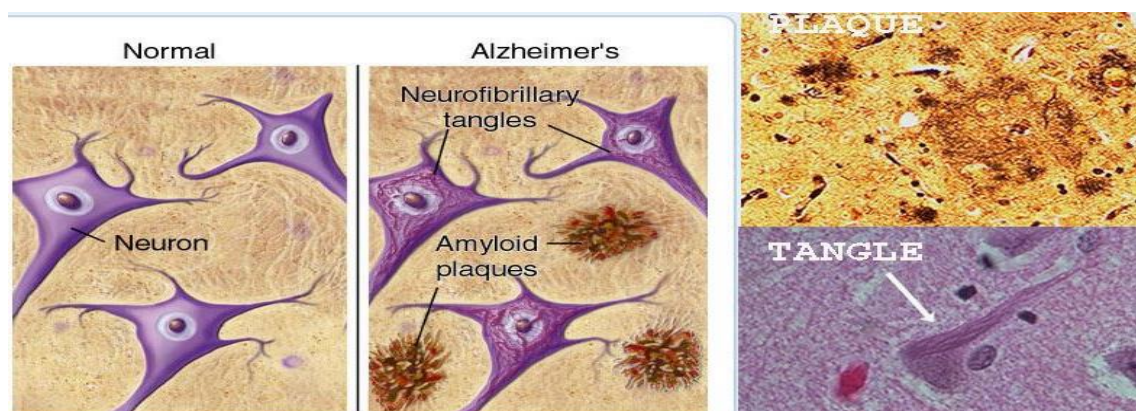 Normal
Alzheimer's
Neurofibrillary
tangles
Neuron
Amyloid
plaques
PLAQUE
TANGLE